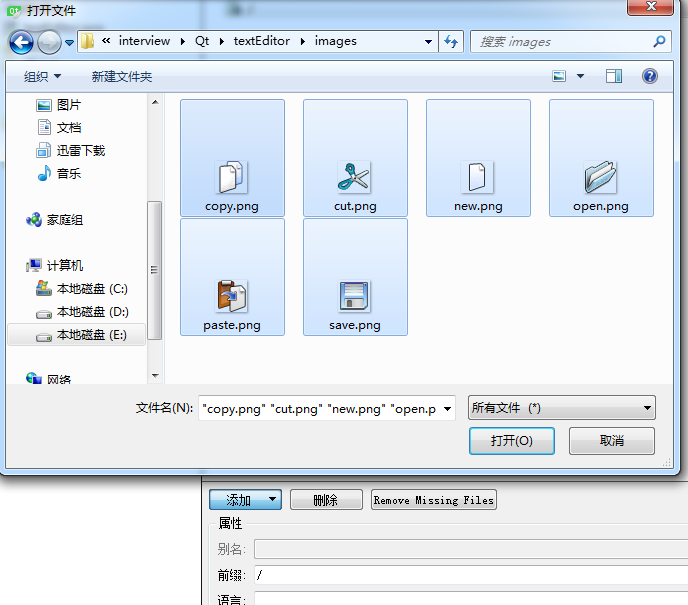 打开文件
« interview ▸ Qt ▸ textEditor ▸ images
搜索 images
组织
新建文件夹
图片
文档
迅雷下载
音乐
家庭组
计算机
本地磁盘 (C:)
本地磁盘 (D:)
本地磁盘 (E:)
网络
copy.png
cut.png
new.png
open.png
paste.png
save.png
文件名(N):
"copy.png" "cut.png" "new.png" "open.p
所有文件 (*)
打开(O)
取消
添加
删除
Remove Missing Files
属性
别名:
前缀: /
语言: